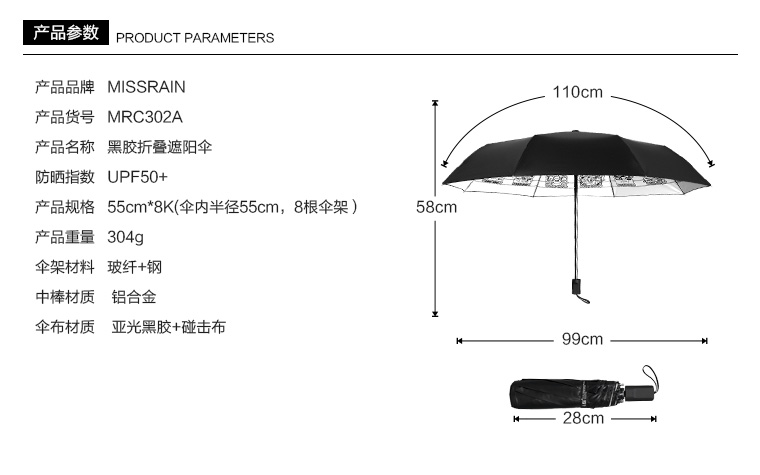 产品参数 PRODUCT PARAMETERS
产品品牌 MISSRAIN
产品货号 MRC302A
产品名称 黑胶折叠遮阳伞
防晒指数 UPF50+
产品规格 55cm*8K(伞内半径55cm，8根伞架）
产品重量 304g
伞架材料 玻纤+钢
中棒材质 铝合金
伞布材质 亚光黑胶+碰击布
110cm
58cm
99cm
28cm